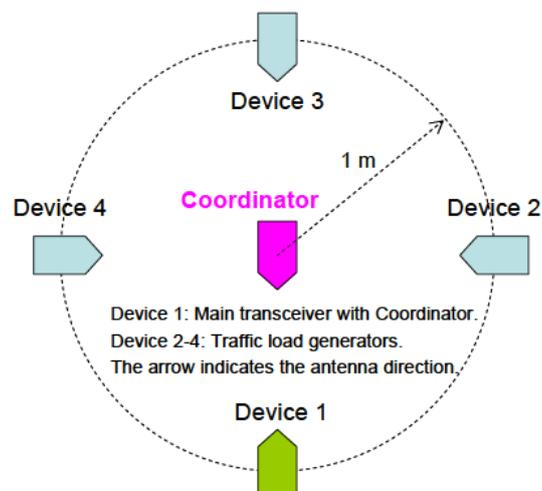 Device 3
1 m
Coordinator
Device 4
Device 2
Device 1: Main transceiver with Coordinator.
Device 2-4: Traffic load generators.
The arrow indicates the antenna direction.
Device 1